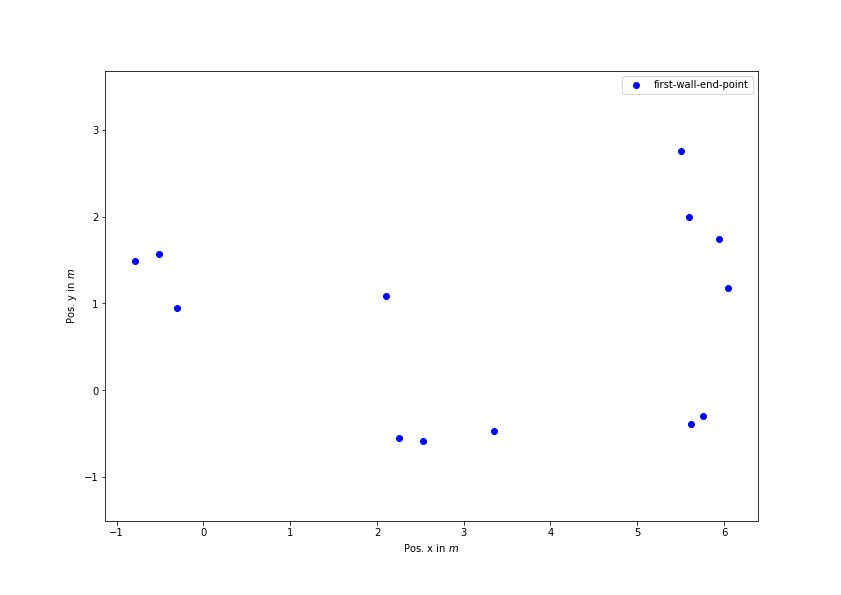 first-wall-end-point
3
2
1
0
−1
Pos. y in m
−1 0 1 2 3 4 5 6
Pos. x in m